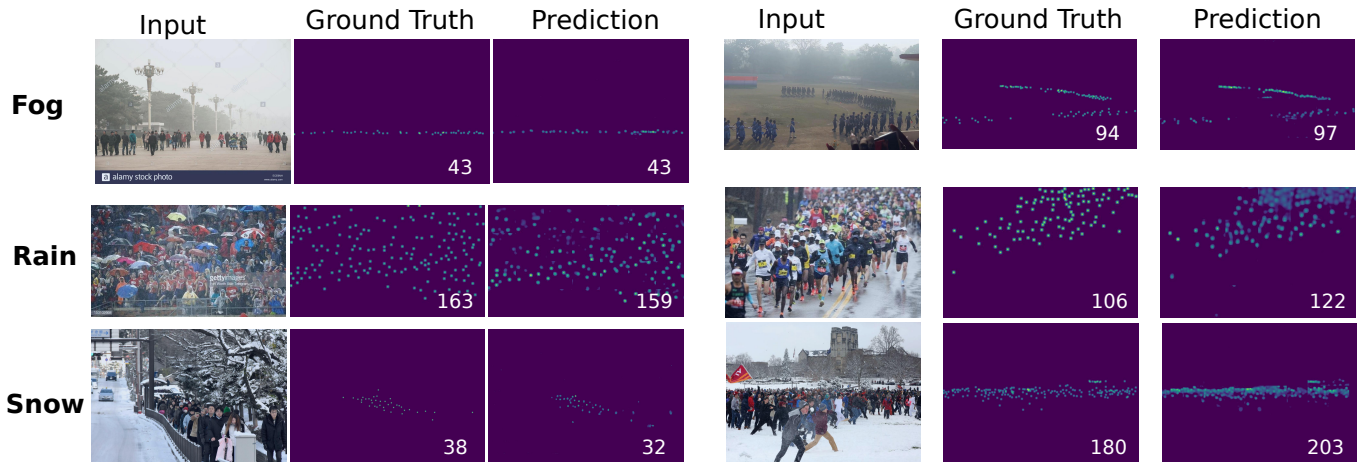 Input Ground Truth Prediction Input Ground Truth Prediction
Fog
a alamy stock photo
43 43 94 97
Rain
gettyimages
163 159 106 122
Snow
38 32 180 203